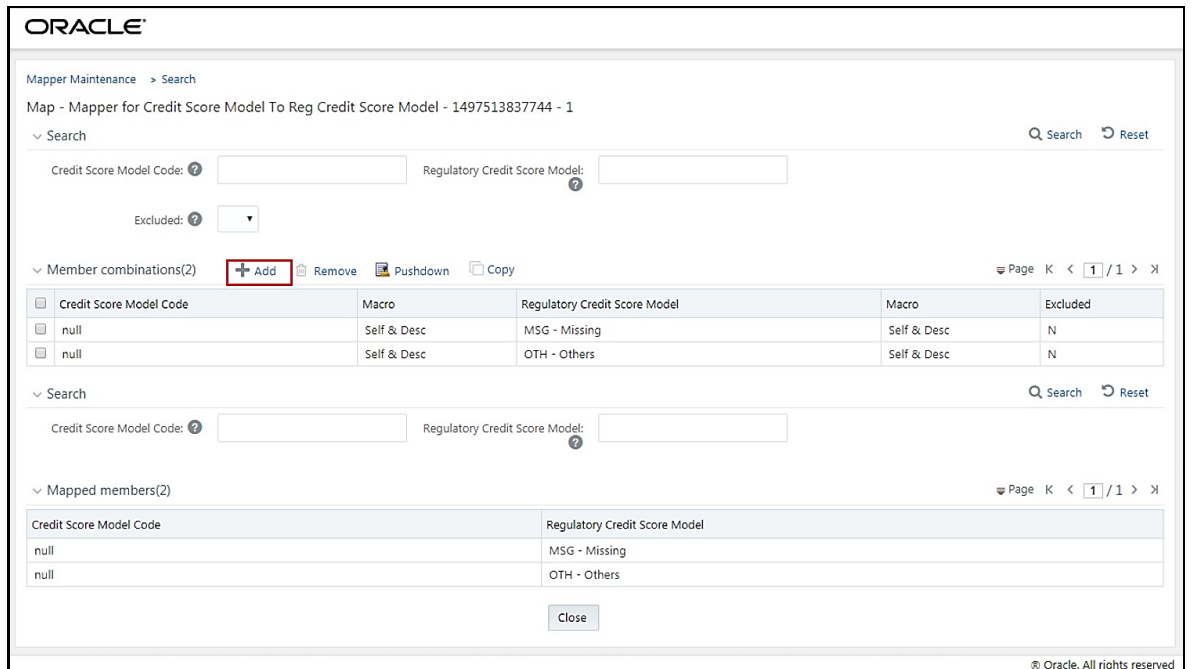 ORACLE®
Mapper Maintenance > Search
Map - Mapper for Credit Score Model To Reg Credit Score Model - 1497513837744 - 1
Search Search Reset
Credit Score Model Code: ? Regulatory Credit Score Model: ?
Excluded: ?
Member combinations(2) Add Remove Pushdown Copy Page 1 / 1
Credit Score Model Code Macro Regulatory Credit Score Model Macro Excluded
null Self & Desc MSG - Missing Self & Desc N
null Self & Desc OTH - Others Self & Desc N
Search Search Reset
Credit Score Model Code: ? Regulatory Credit Score Model: ?
Mapped members(2) Page 1 / 1
Credit Score Model Code Regulatory Credit Score Model
null MSG - Missing
null OTH - Others
Close
® Oracle. All rights reserved